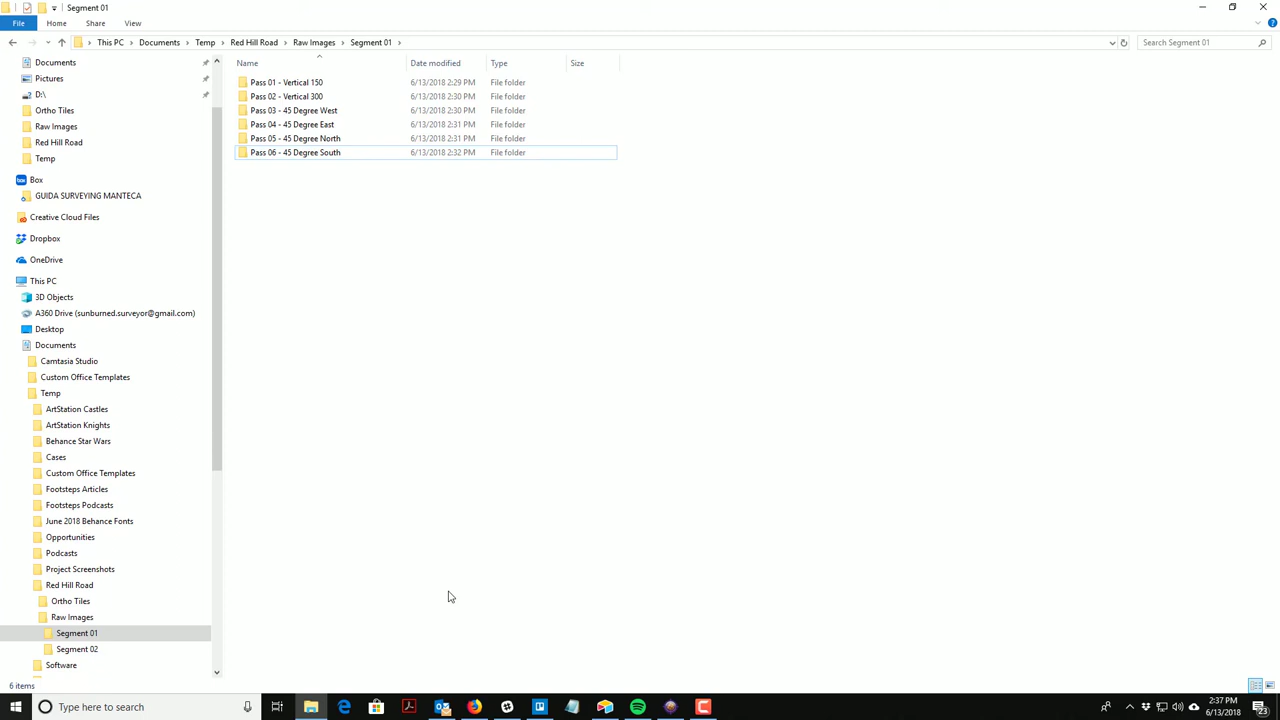 Segment 01
File Home Share View
This PC Documents Temp Red Hill Road Raw Images Segment 01
Search Segment 01
Name Date modified Type Size
Pass 01 - Vertical 150 6/13/2018 2:29 PM File folder
Pass 02 - Vertical 300 6/13/2018 2:30 PM File folder
Pass 03 - 45 Degree West 6/13/2018 2:30 PM File folder
Pass 04 - 45 Degree East 6/13/2018 2:31 PM File folder
Pass 05 - 45 Degree North 6/13/2018 2:31 PM File folder
Pass 06 - 45 Degree South 6/13/2018 2:32 PM File folder
Documents
Pictures
D:\
Ortho Tiles
Raw Images
Red Hill Road
Temp
box Box
GUIDA SURVEYING MANTECA
Creative Cloud Files
Dropbox
OneDrive
This PC
3D Objects
A360 Drive (sunburned.surveyor@gmail.com)
Desktop
Documents
Camtasia Studio
Custom Office Templates
Temp
ArtStation Castles
ArtStation Knights
Behance Star Wars
Cases
Custom Office Templates
Footsteps Articles
Footsteps Podcasts
June 2018 Behance Fonts
Opportunities
Podcasts
Project Screenshots
Red Hill Road
Ortho Tiles
Raw Images
Segment 01
Segment 02
Software
6 items
Type here to search
2:37 PM
6/13/2018
23